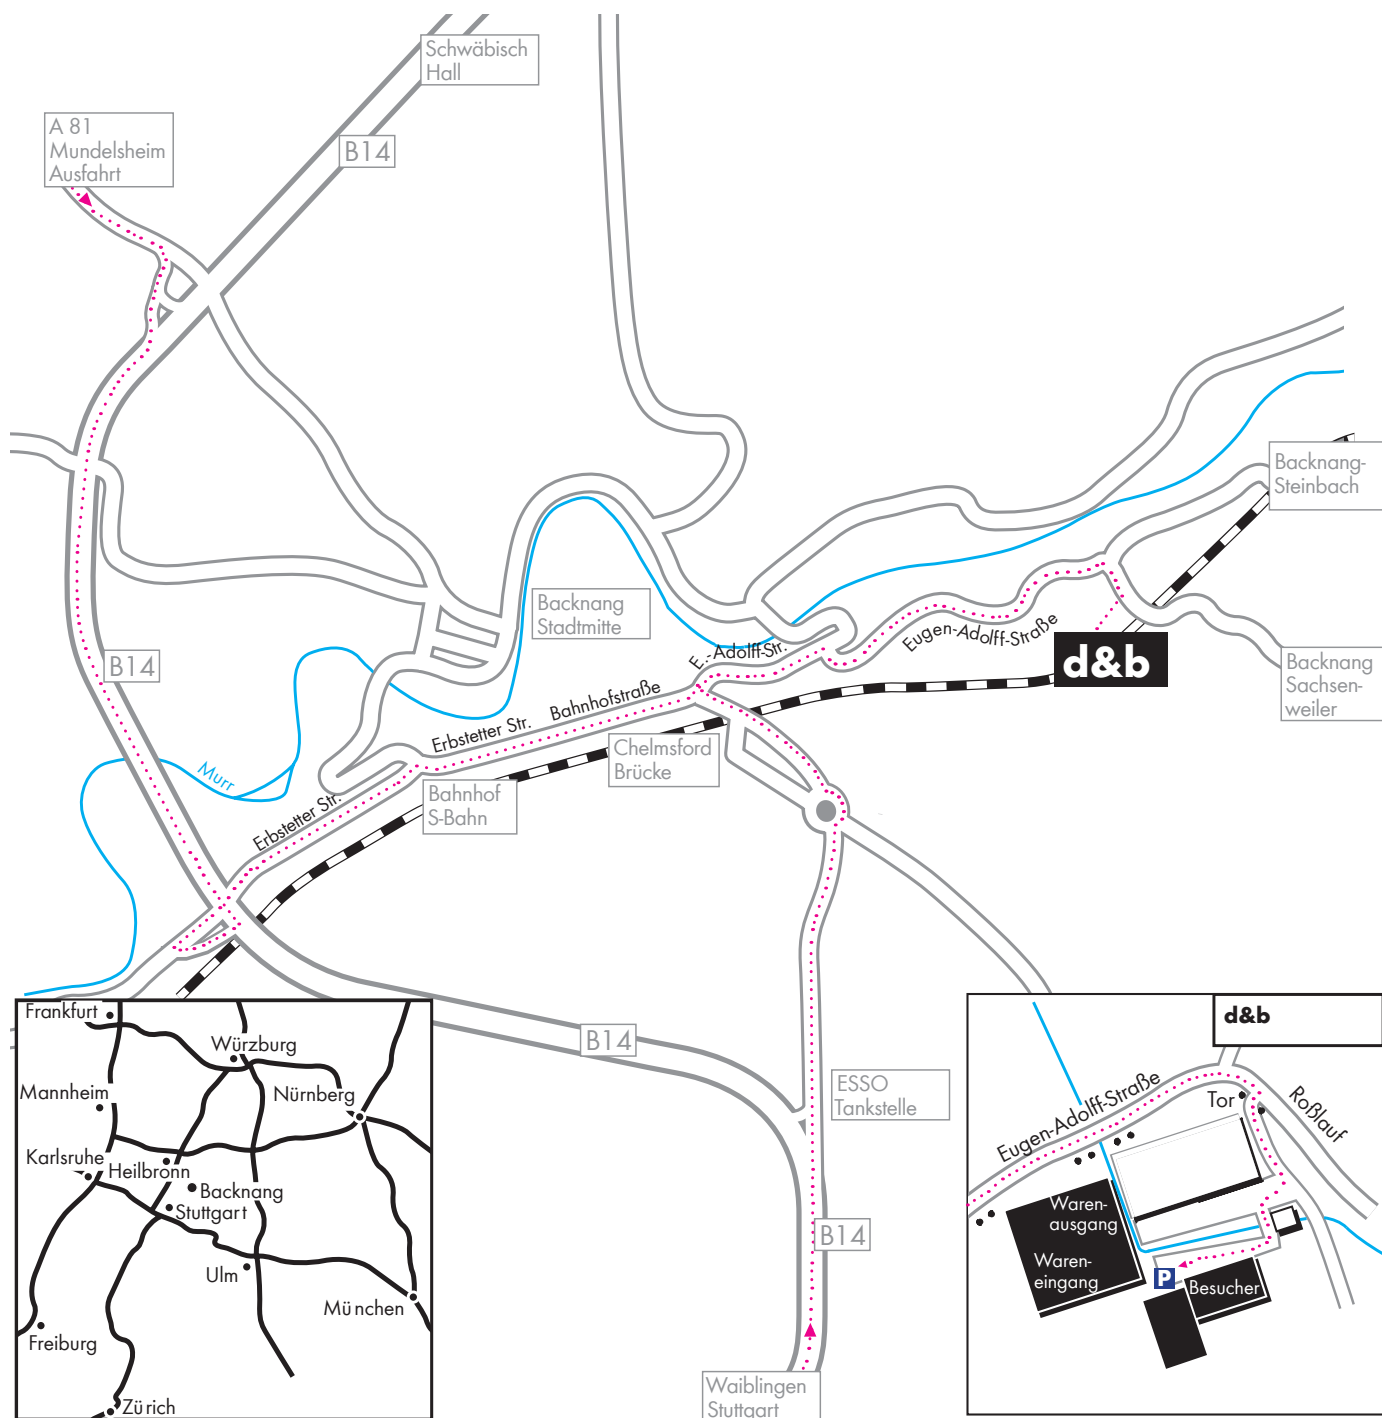 Schwäbisch
Hall
A 81
Mundelsheim
Ausfahrt
B14
Backnang-
Steinbach
Backnang
Stadtmitte
E.-Adolff-Str.
Eugen-Adolff-Straße
d&b
Backnang
Sachsen-
weiler
B14
Bahnhofstraße
Erbstetter Str.
Murr
Chelmsford
Brücke
Bahnhof
S-Bahn
Erbstetter Str.
B14
ESSO
Tankstelle
B14
Waiblingen
Stuttgart
Frankfurt
Würzburg
Mannheim
Nürnberg
Karlsruhe
Heilbronn
Backnang
Stuttgart
Ulm
München
Freiburg
Zürich
d&b
Eugen-Adolff-Straße
Tor
Roßlauf
Waren-
ausgang
Waren-
eingang
P
Besucher